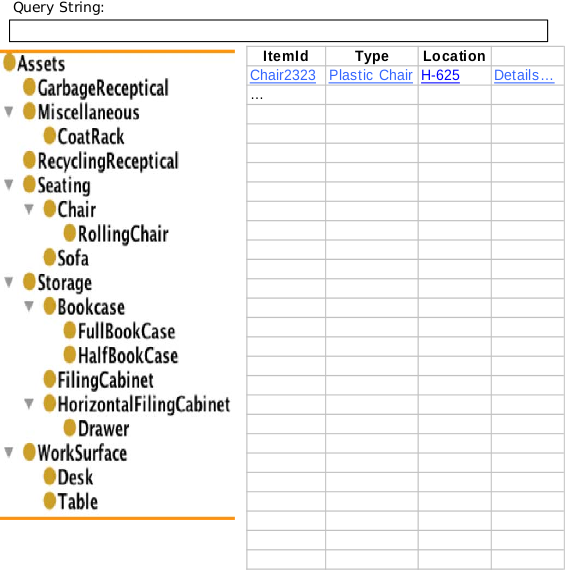 Query String:
Assets
GarbageReceptical
Miscellaneous
CoatRack
RecyclingReceptical
Seating
Chair
RollingChair
Sofa
Storage
Bookcase
FullBookCase
HalfBookCase
FilingCabinet
HorizontalFilingCabinet
Drawer
WorkSurface
Desk
Table
ItemId Type Location
Chair2323 Plastic Chair H-625 Details...
...